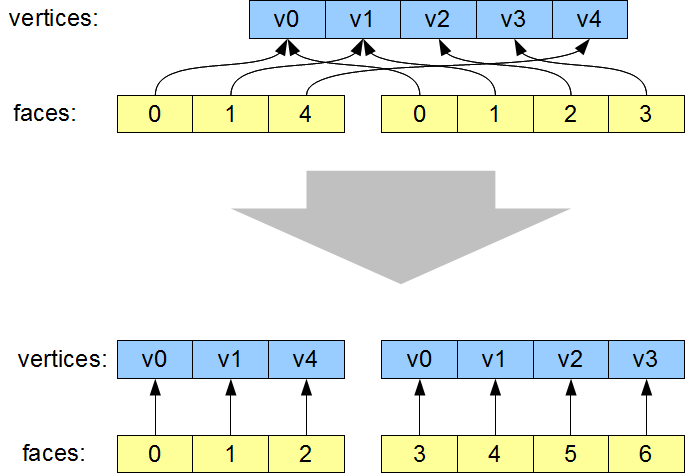 vertices: v0 v1 v2 v3 v4
faces: 0 1 4 0 1 2 3
vertices: v0 v1 v4 v0 v1 v2 v3
faces: 0 1 2 3 4 5 6